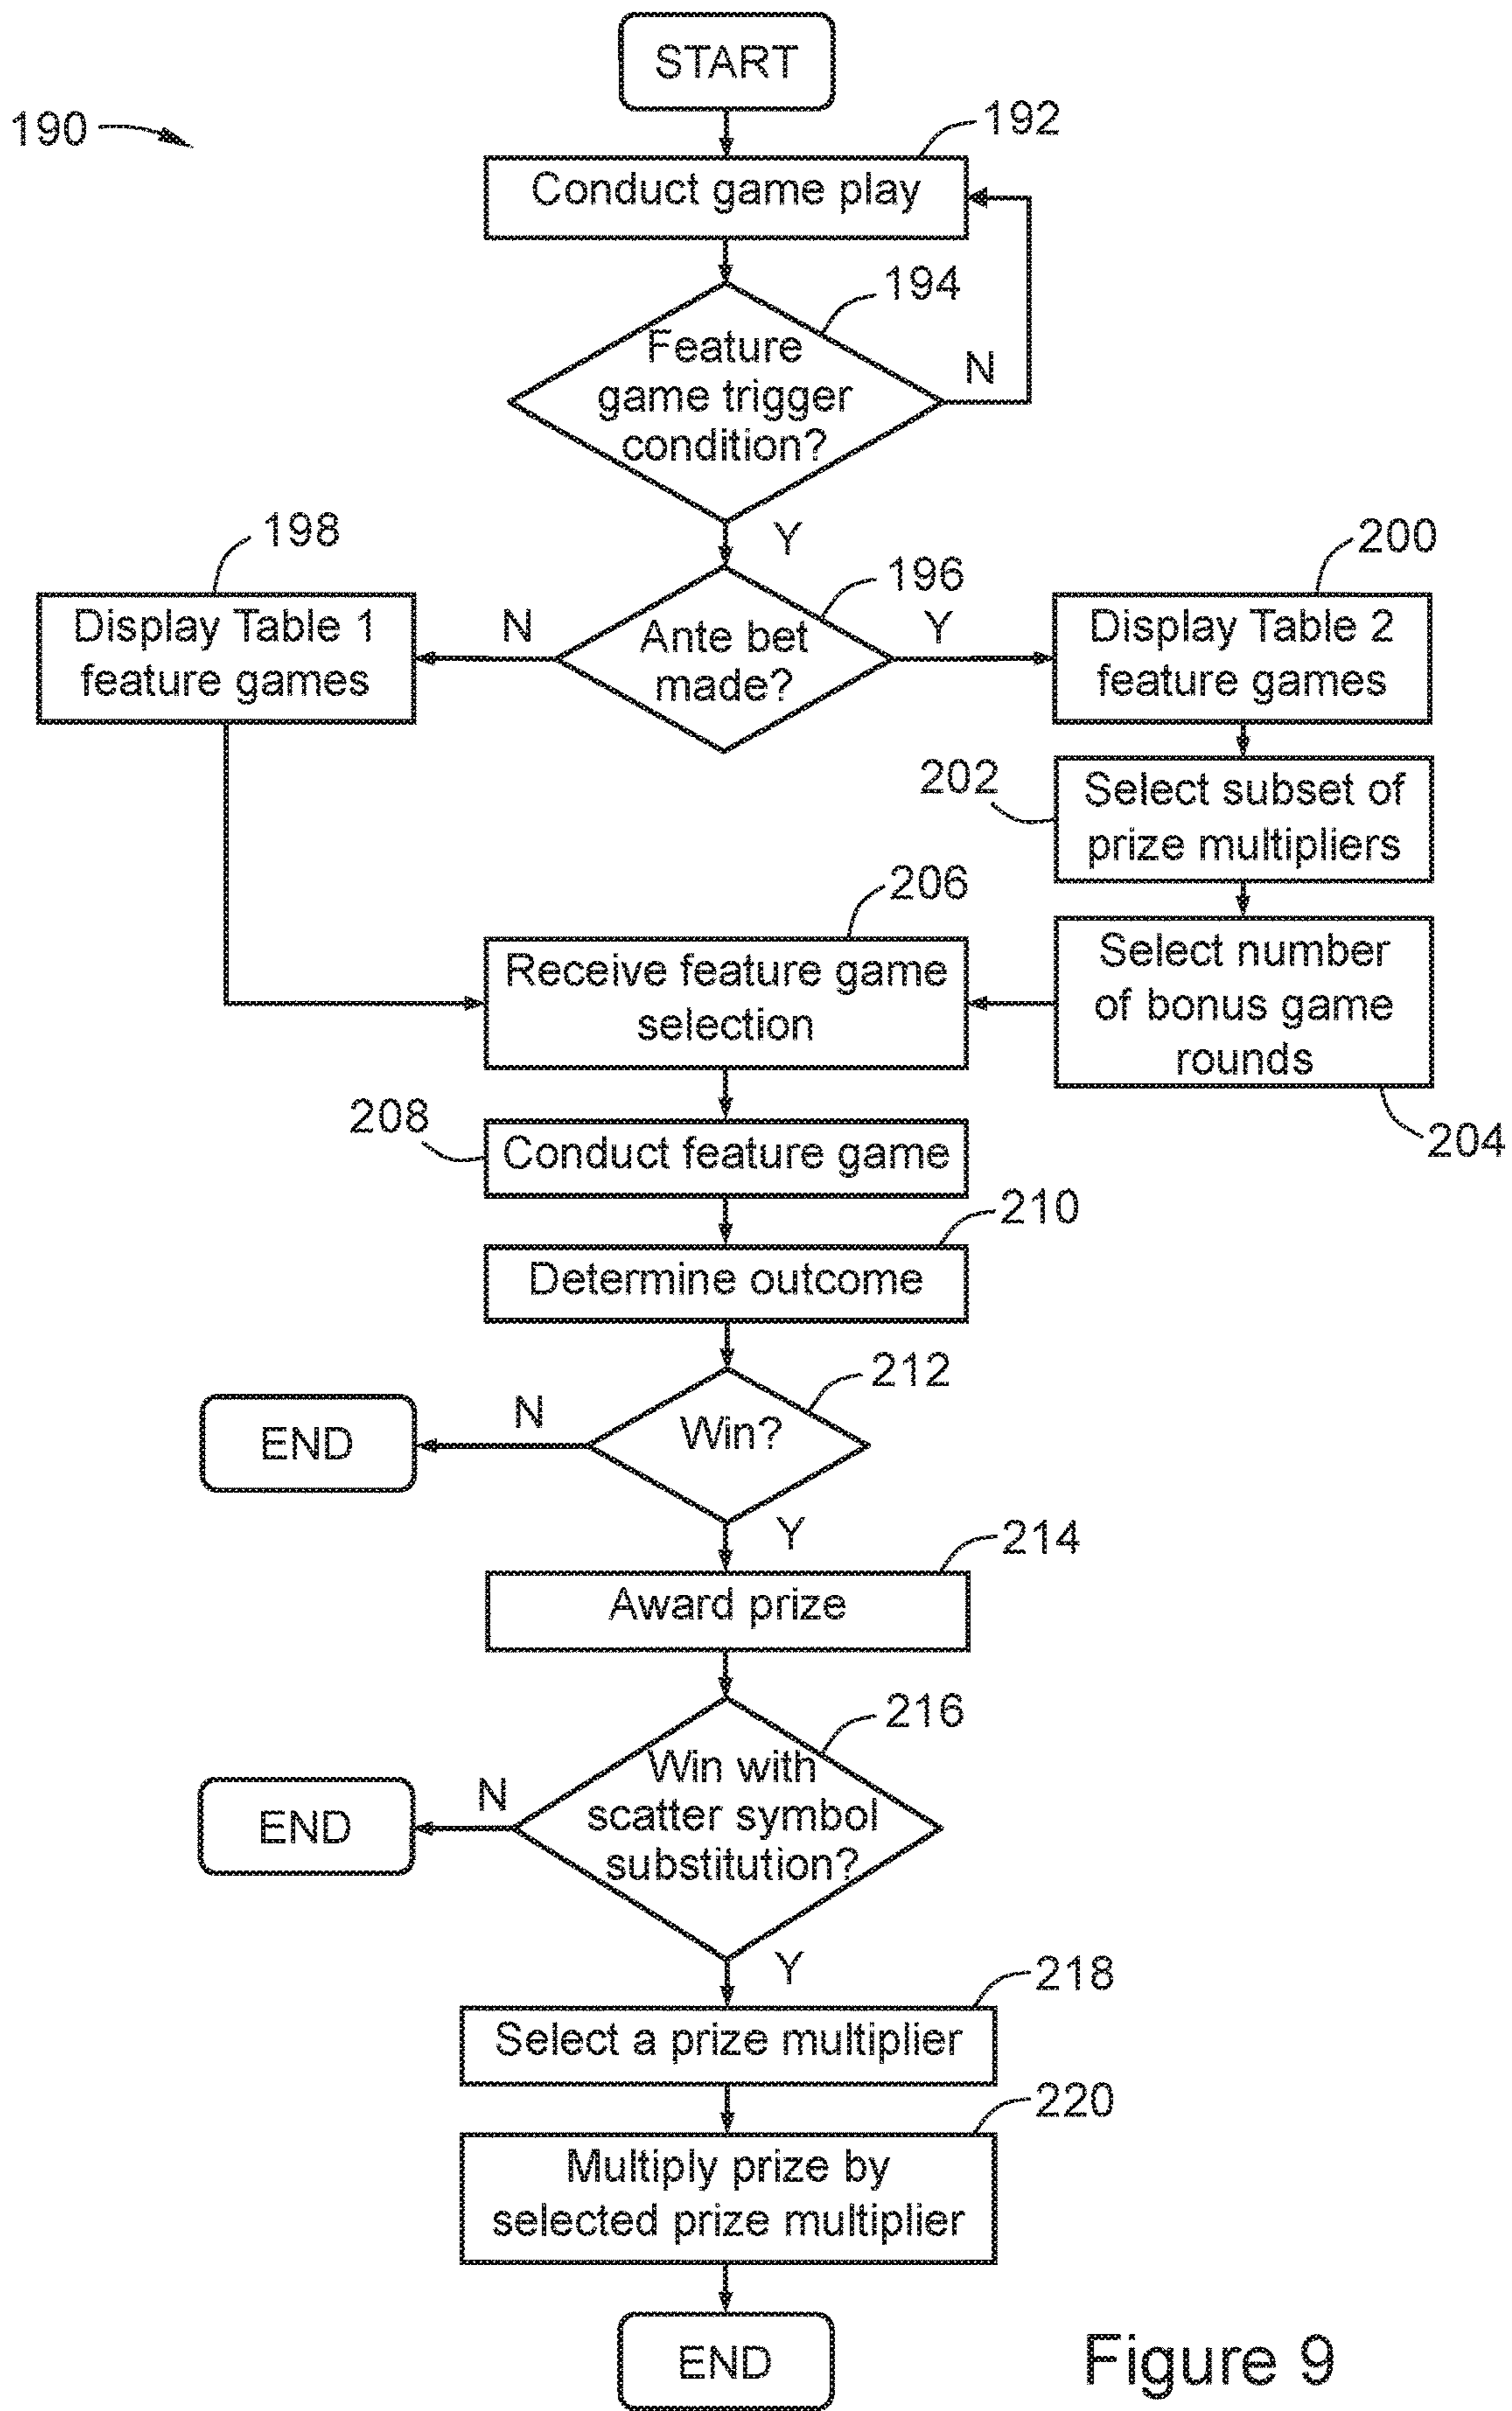 START
190
192
Conduct game play
194
Feature
game trigger
condition?
N
Y
198
200
196
Display Table 1
feature games
N
Ante bet
made?
Y
Display Table 2
feature games
202
Select subset of
prize multipliers
206
Receive feature game
selection
Select number
of bonus game
rounds
204
208
Conduct feature game
210
Determine outcome
212
Win?
N
END
Y
214
Award prize
216
Win with
scatter symbol
substitution?
N
END
Y
218
Select a prize multiplier
220
Multiply prize by
selected prize multiplier
END
Figure 9